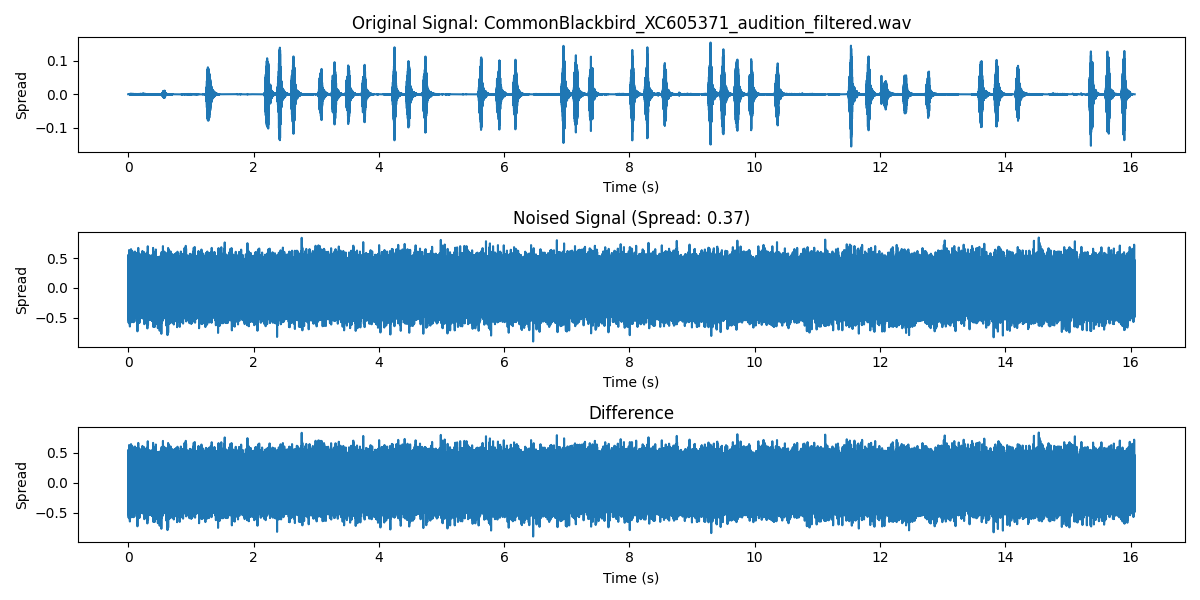 Original Signal: CommonBlackbird_XC605371_audition_filtered.wav
Spread
0.1
0.0
−0.1
0 2 4 6 8 10 12 14 16
Time (s)
Noised Signal (Spread: 0.37)
Spread
0.5
0.0
−0.5
0 2 4 6 8 10 12 14 16
Time (s)
Difference
Spread
0.5
0.0
−0.5
0 2 4 6 8 10 12 14 16
Time (s)